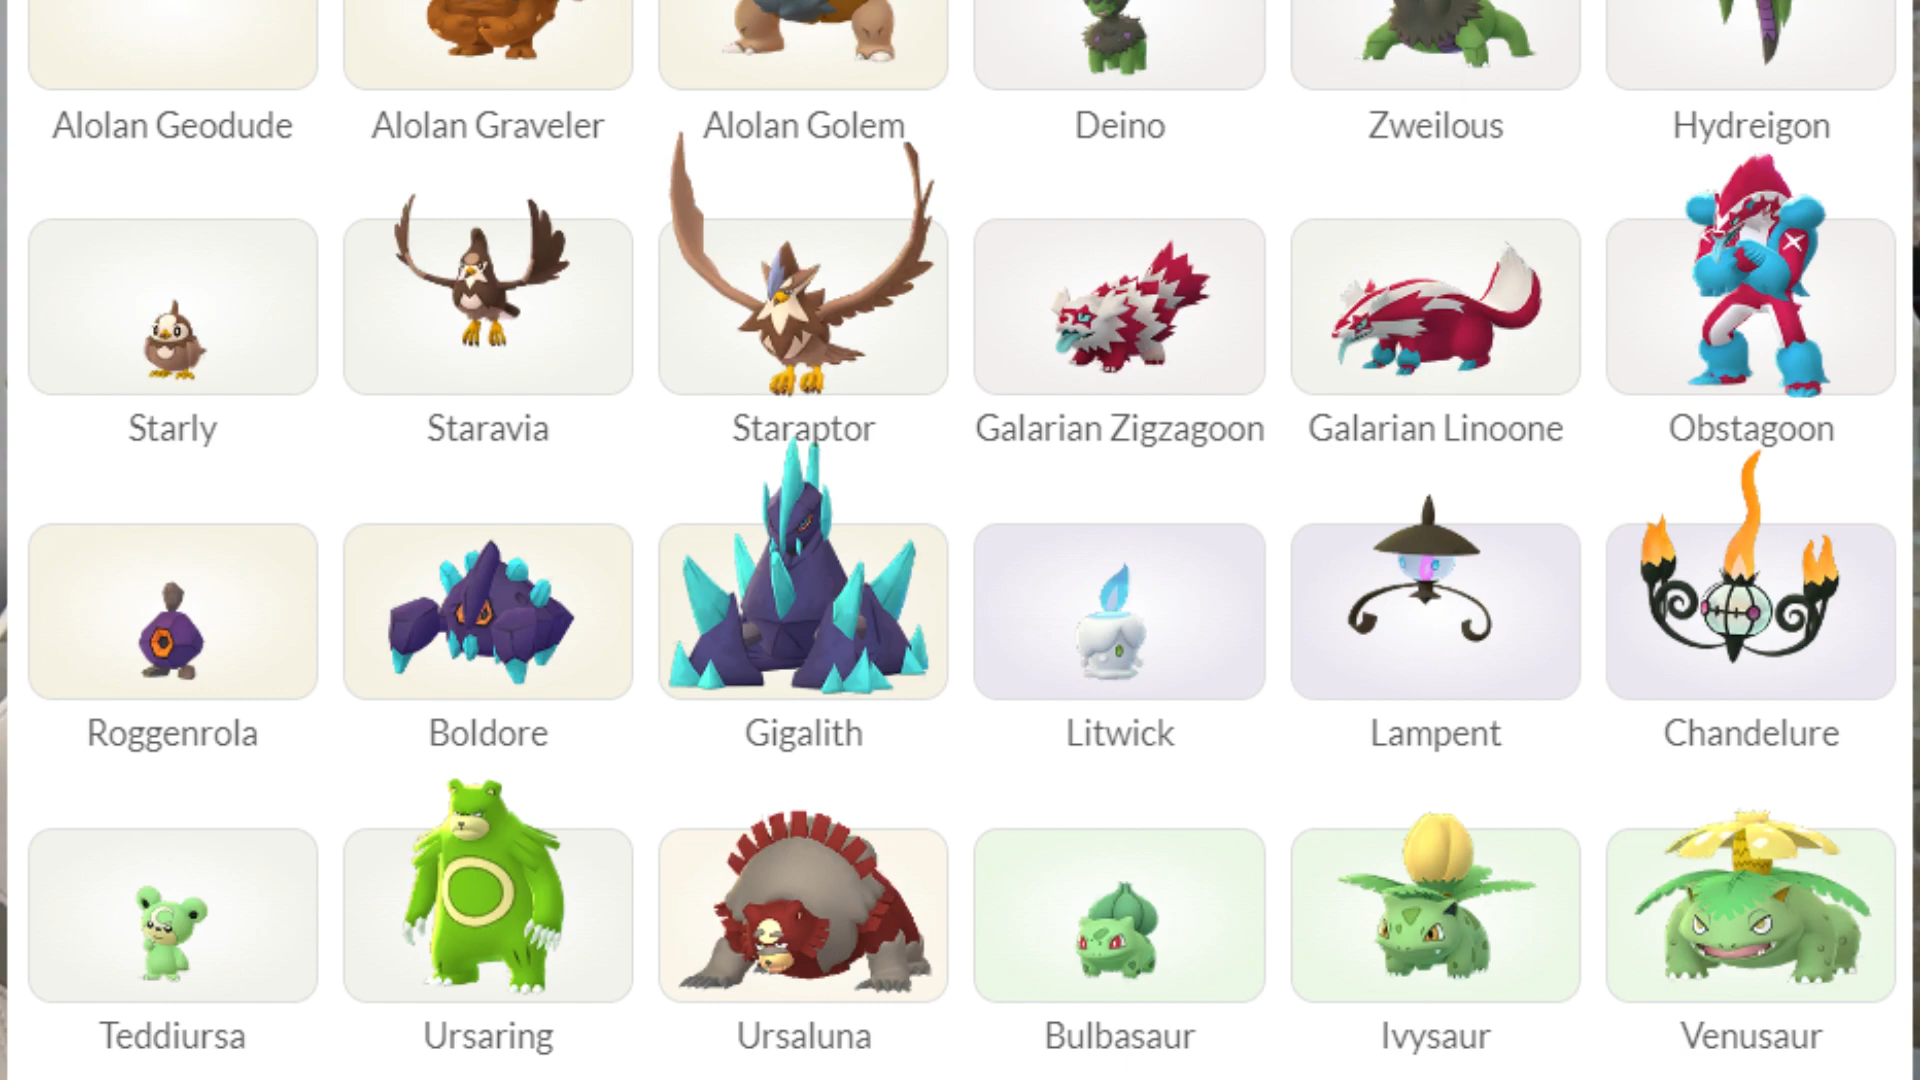 Alolan Geodude
Alolan Graveler
Alolan Golem
Deino
Zweilous
Hydreigon
Starly
Staravia
Staraptor
Galarian Zigzagoon
Galarian Linoone
Obstagoon
Roggenrola
Boldore
Gigalith
Litwick
Lampent
Chandelure
Teddiursa
Ursaring
Ursaluna
Bulbasaur
Ivysaur
Venusaur